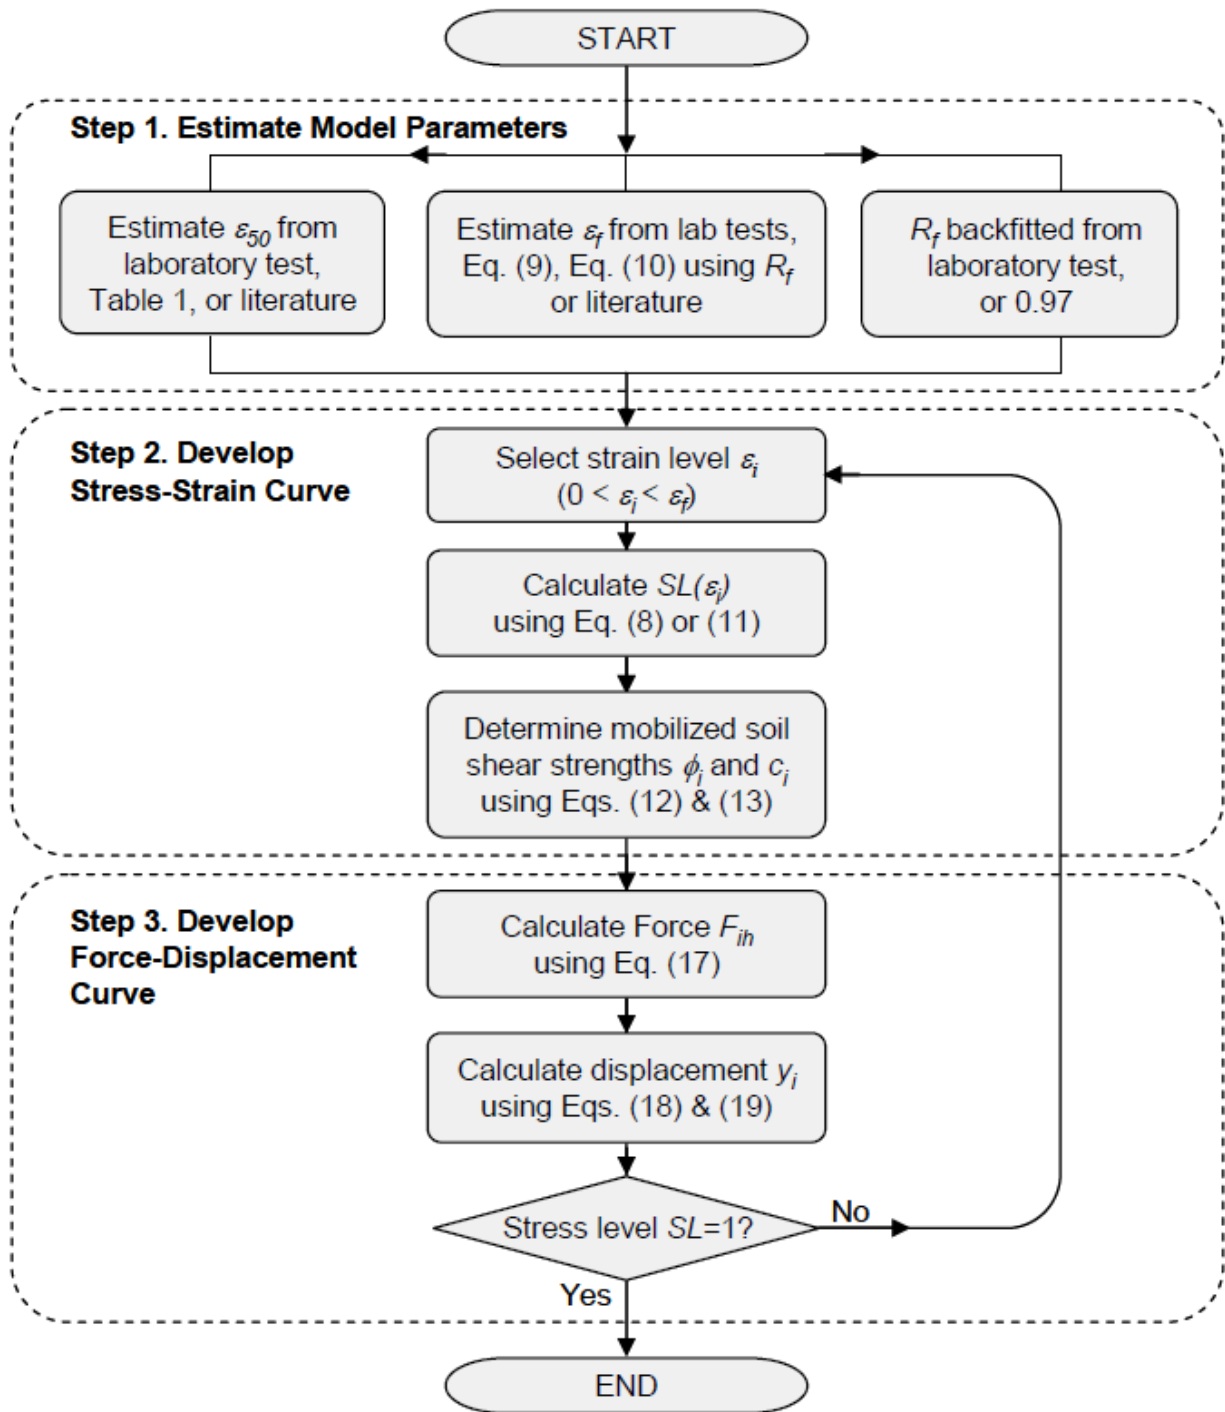 START
Step 1. Estimate Model Parameters
Estimate ε50 from
laboratory test,
Table 1, or literature
Estimate εf from lab tests,
Eq. (9), Eq. (10) using Rf
or literature
Rf backfitted from
laboratory test,
or 0.97
Step 2. Develop
Stress-Strain Curve
Select strain level εi
(0 < εi < εf)
Calculate SL(εi)
using Eq. (8) or (11)
Determine mobilized soil
shear strengths ϕi and ci
using Eqs. (12) & (13)
Step 3. Develop
Force-Displacement
Curve
Calculate Force Fih
using Eq. (17)
Calculate displacement yi
using Eqs. (18) & (19)
Stress level SL=1?
No
Yes
END